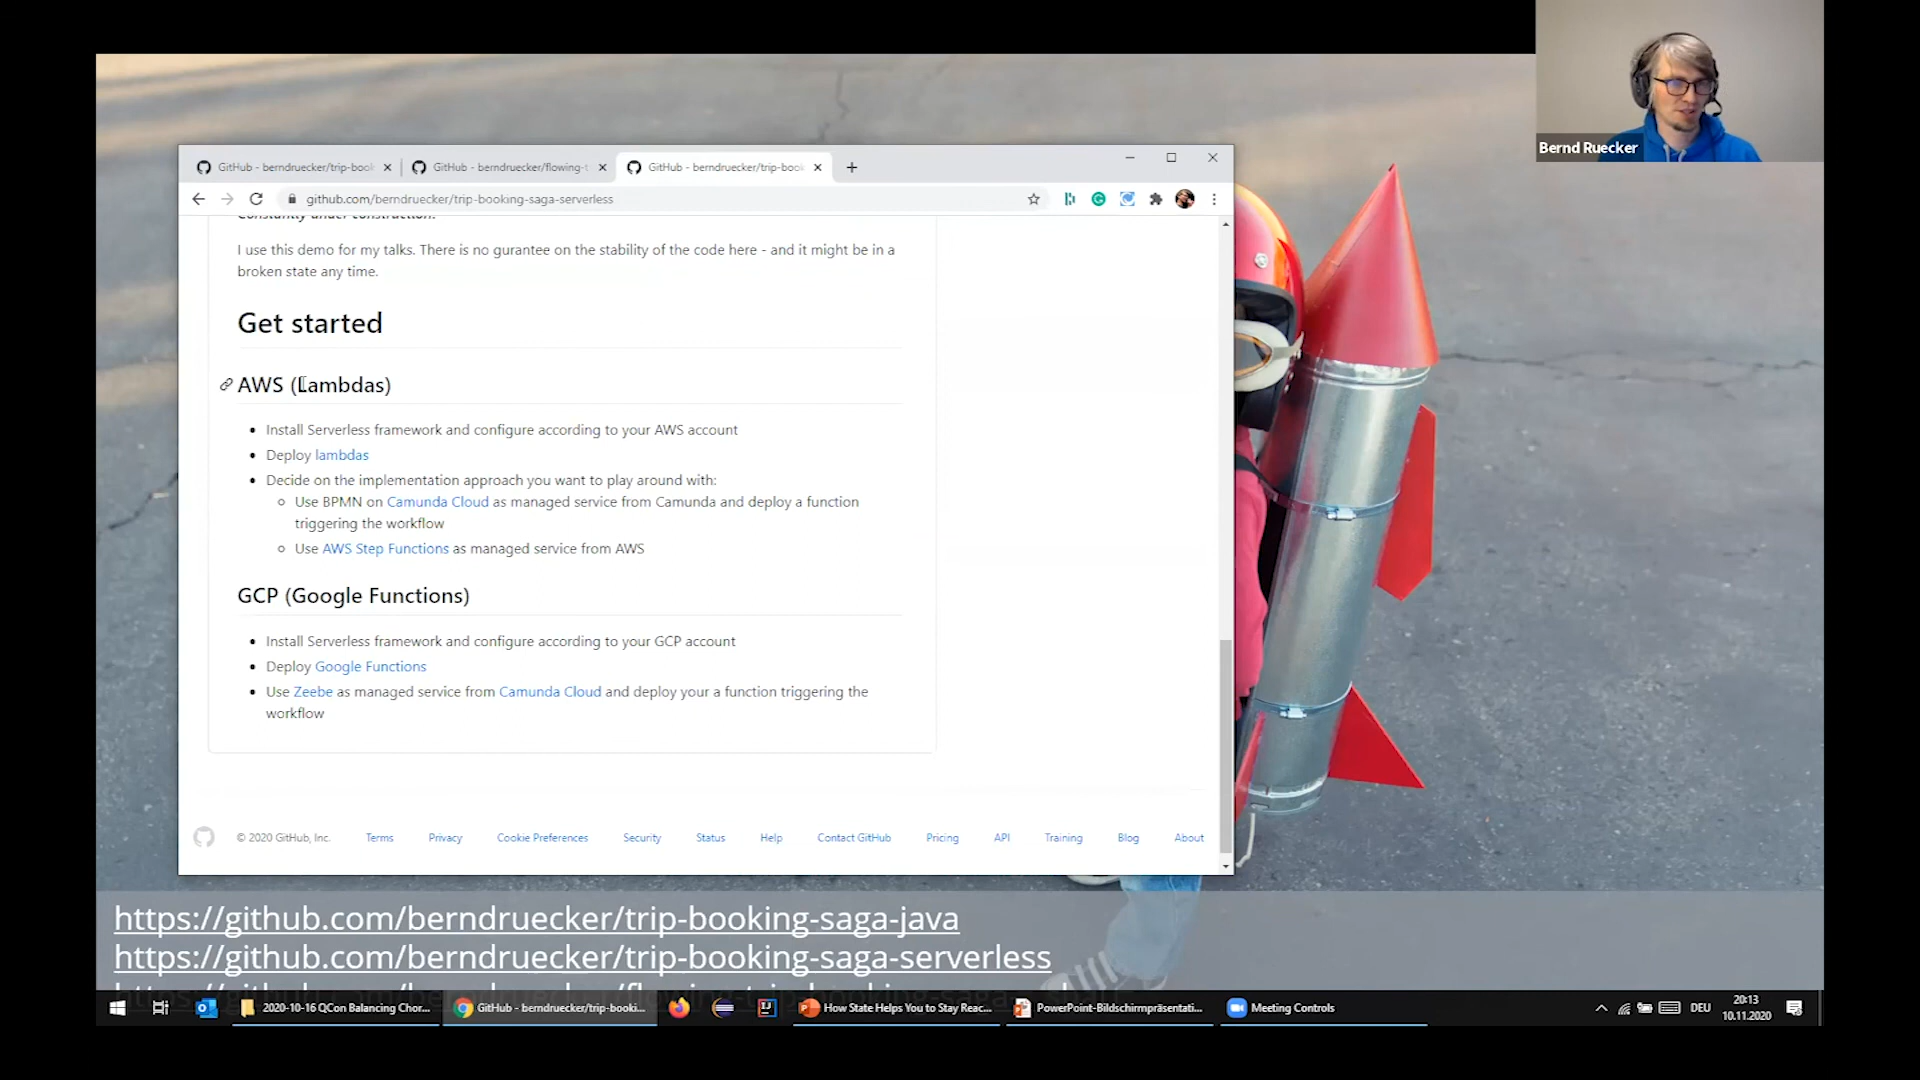 Bernd Ruecker
GitHub - berndruecker/trip-book
GitHub - berndruecker/flowing-t
GitHub - berndruecker/trip-book
github.com/berndruecker/trip-booking-saga-serverless
Constantly under construction!
I use this demo for my talks. There is no gurantee on the stability of the code here - and it might be in a
broken state any time.
Get started
AWS (Lambdas)
Install Serverless framework and configure according to your AWS account
Deploy lambdas
Decide on the implementation approach you want to play around with:
Use BPMN on Camunda Cloud as managed service from Camunda and deploy a function
triggering the workflow
Use AWS Step Functions as managed service from AWS
GCP (Google Functions)
Install Serverless framework and configure according to your GCP account
Deploy Google Functions
Use Zeebe as managed service from Camunda Cloud and deploy your a function triggering the
workflow
© 2020 GitHub, Inc. Terms Privacy Cookie Preferences Security Status Help Contact GitHub Pricing API Training Blog About
https://github.com/berndruecker/trip-booking-saga-java
https://github.com/berndruecker/trip-booking-saga-serverless
2020-10-16 QCon Balancing Chor... GitHub - berndruecker/trip-booki... How State Helps You to Stay Reac... PowerPoint-Bildschirmpräsentati... Meeting Controls DEU
20:13
10.11.2020